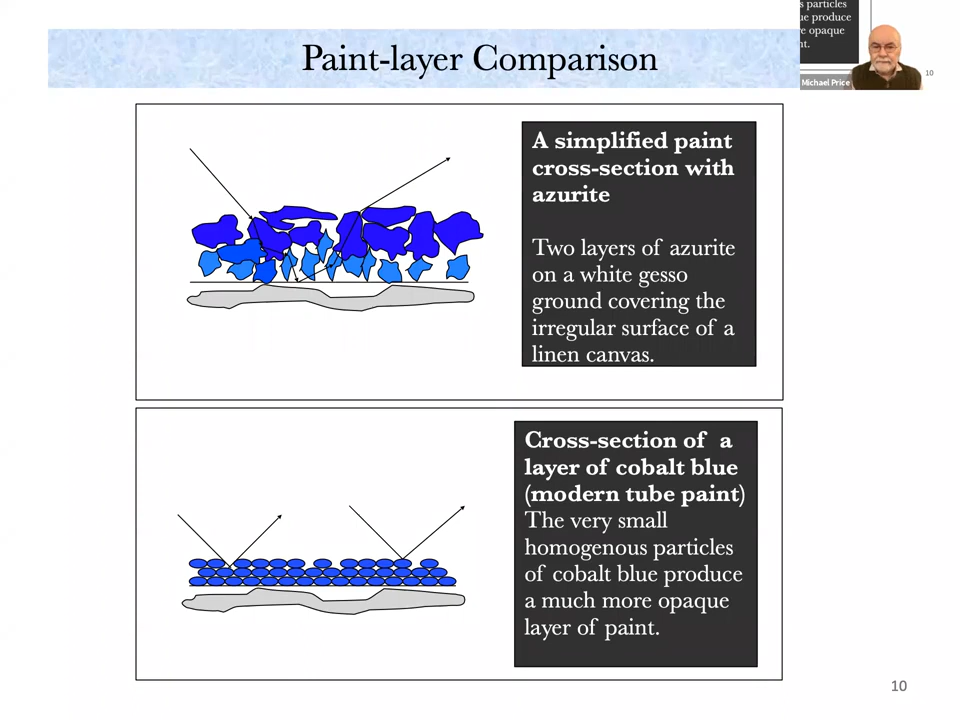 s particles
ue produce
re opaque
nt.
Michael Price
10
Paint-layer Comparison
A simplified paint
cross-section with
azurite
Two layers of azurite
on a white gesso
ground covering the
irregular surface of a
linen canvas.
Cross-section of a
layer of cobalt blue
(modern tube paint)
The very small
homogenous particles
of cobalt blue produce
a much more opaque
layer of paint.
10